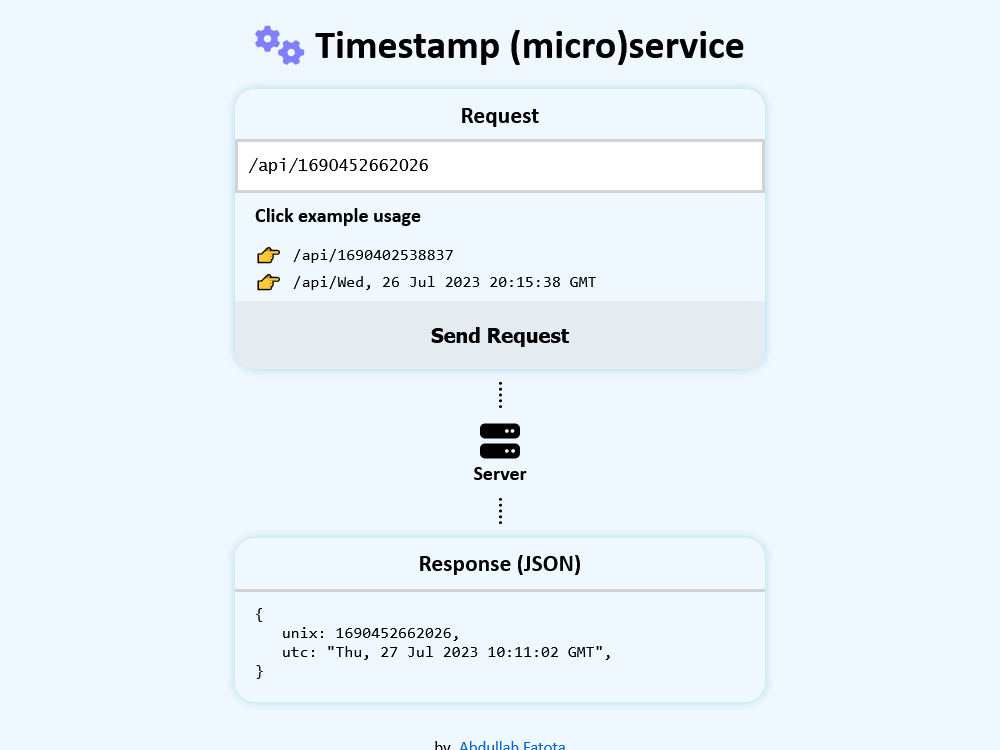 Timestamp (micro)service
Request
/api/1690452662026
Click example usage
/api/1690402538837
/api/Wed, 26 Jul 2023 20:15:38 GMT
Send Request
Server
Response (JSON)
{
unix: 1690452662026,
utc: "Thu, 27 Jul 2023 10:11:02 GMT",
}
by Abdullah Fatota